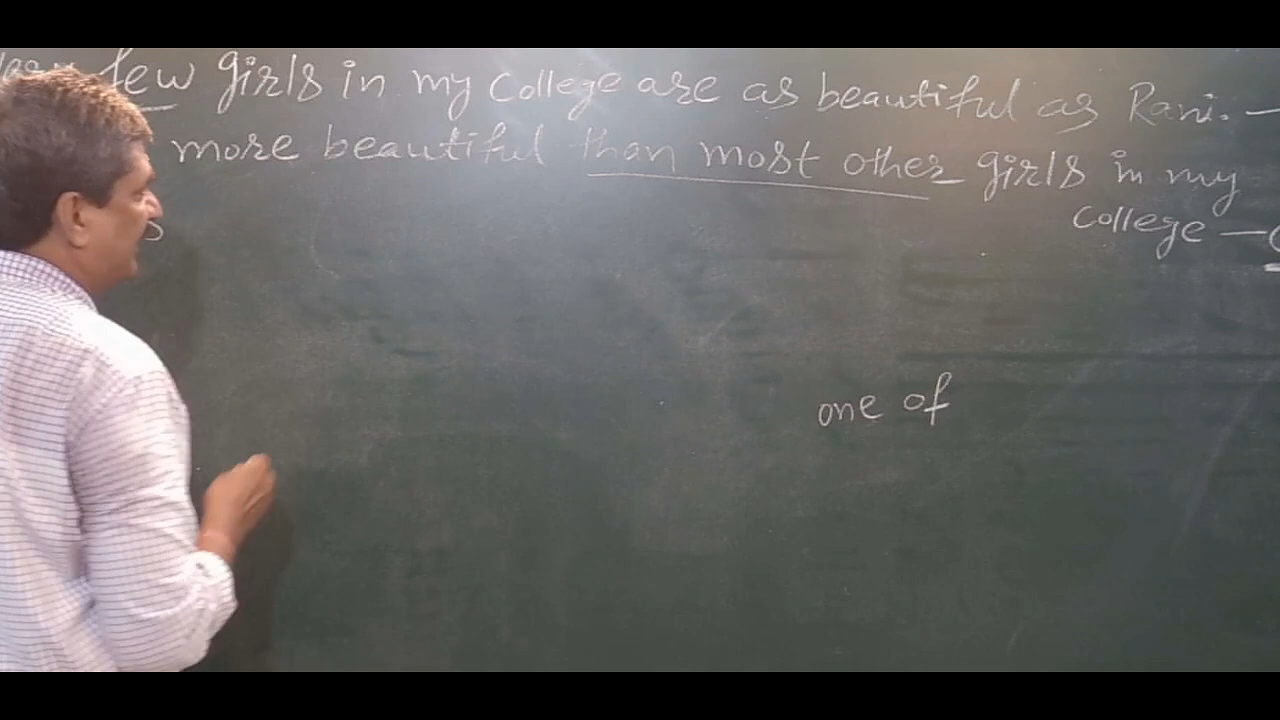 few girls in my College are as beautiful as Rani. —
more beautiful than most other girls in my
College —
one of